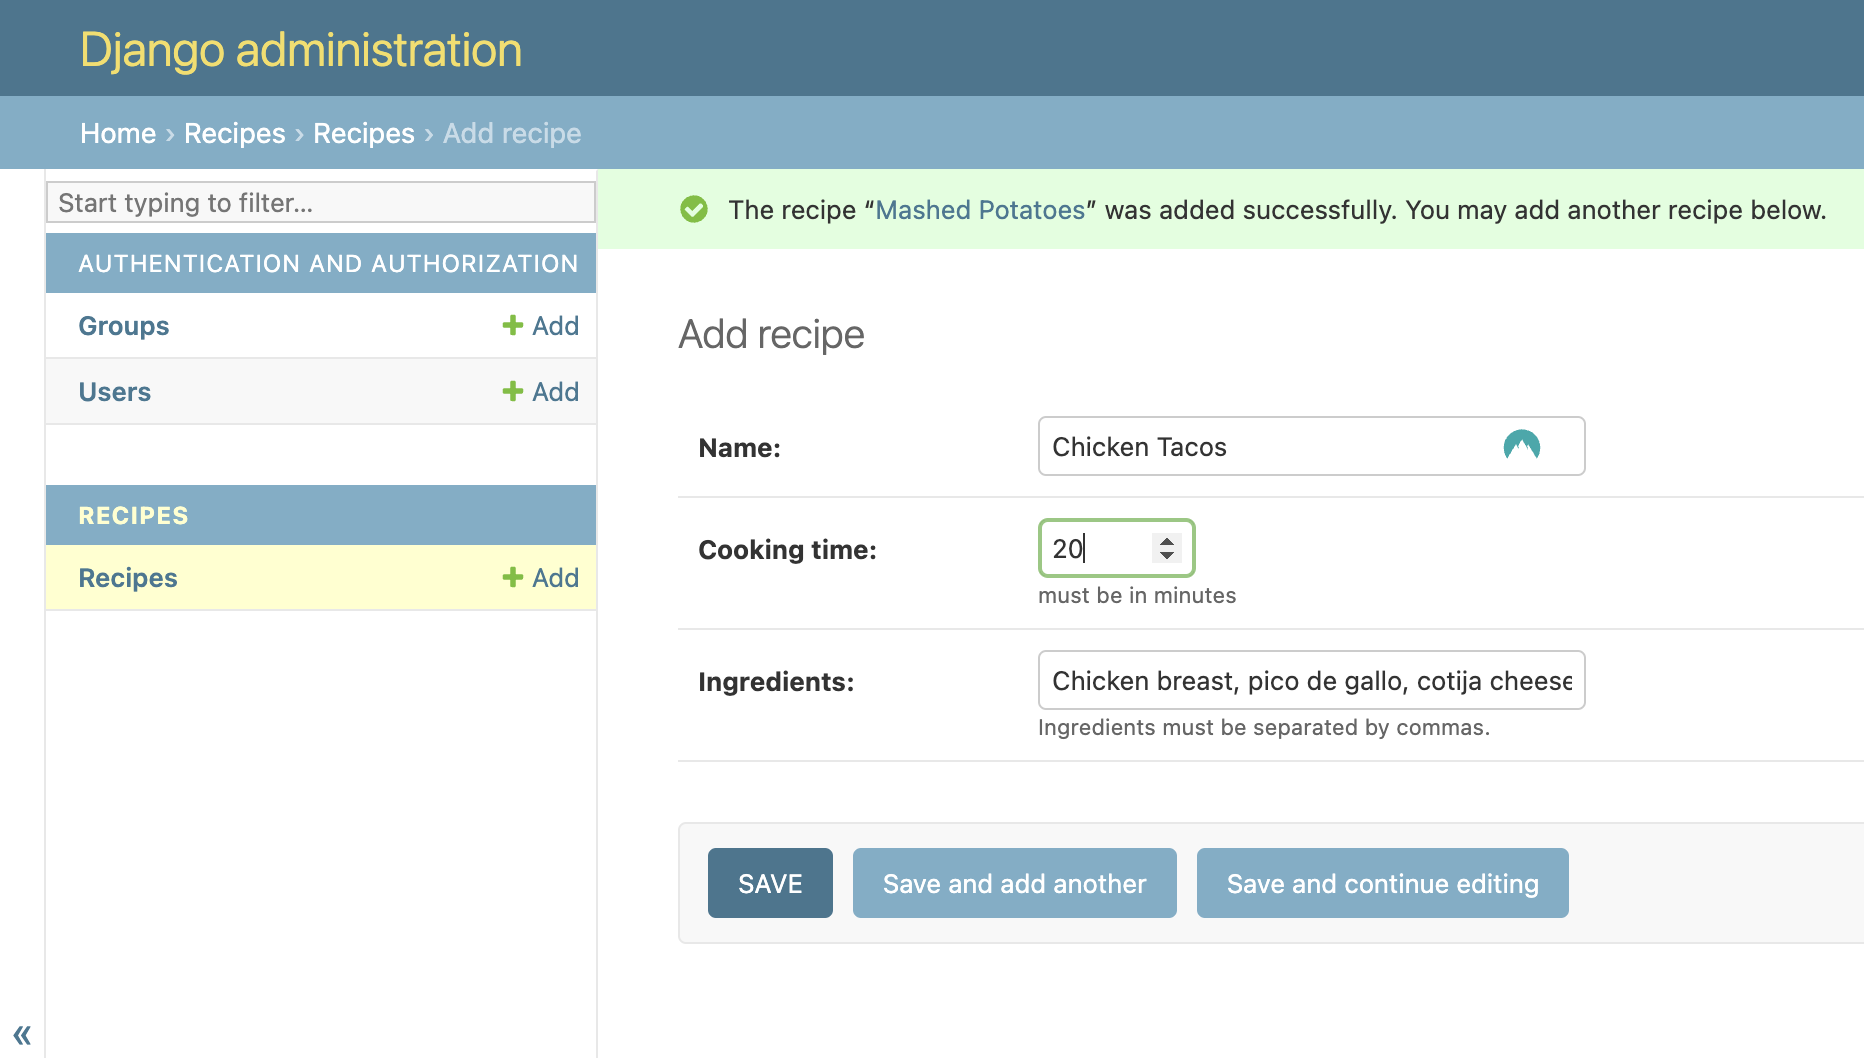 Django administration
Home › Recipes › Recipes › Add recipe
Start typing to filter...
AUTHENTICATION AND AUTHORIZATION
Groups + Add
Users + Add
RECIPES
Recipes + Add
«
The recipe “Mashed Potatoes” was added successfully. You may add another recipe below.
Add recipe
Name: Chicken Tacos
Cooking time: 20
must be in minutes
Ingredients: Chicken breast, pico de gallo, cotija cheese
Ingredients must be separated by commas.
SAVE Save and add another Save and continue editing